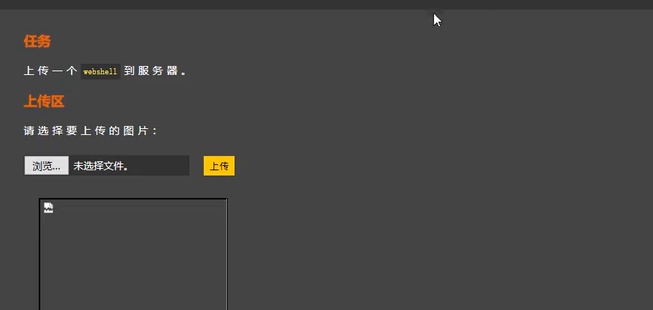 任务
上传一个 webshell 到服务器。
上传区
请选择要上传的图片：
浏览... 未选择文件。 上传